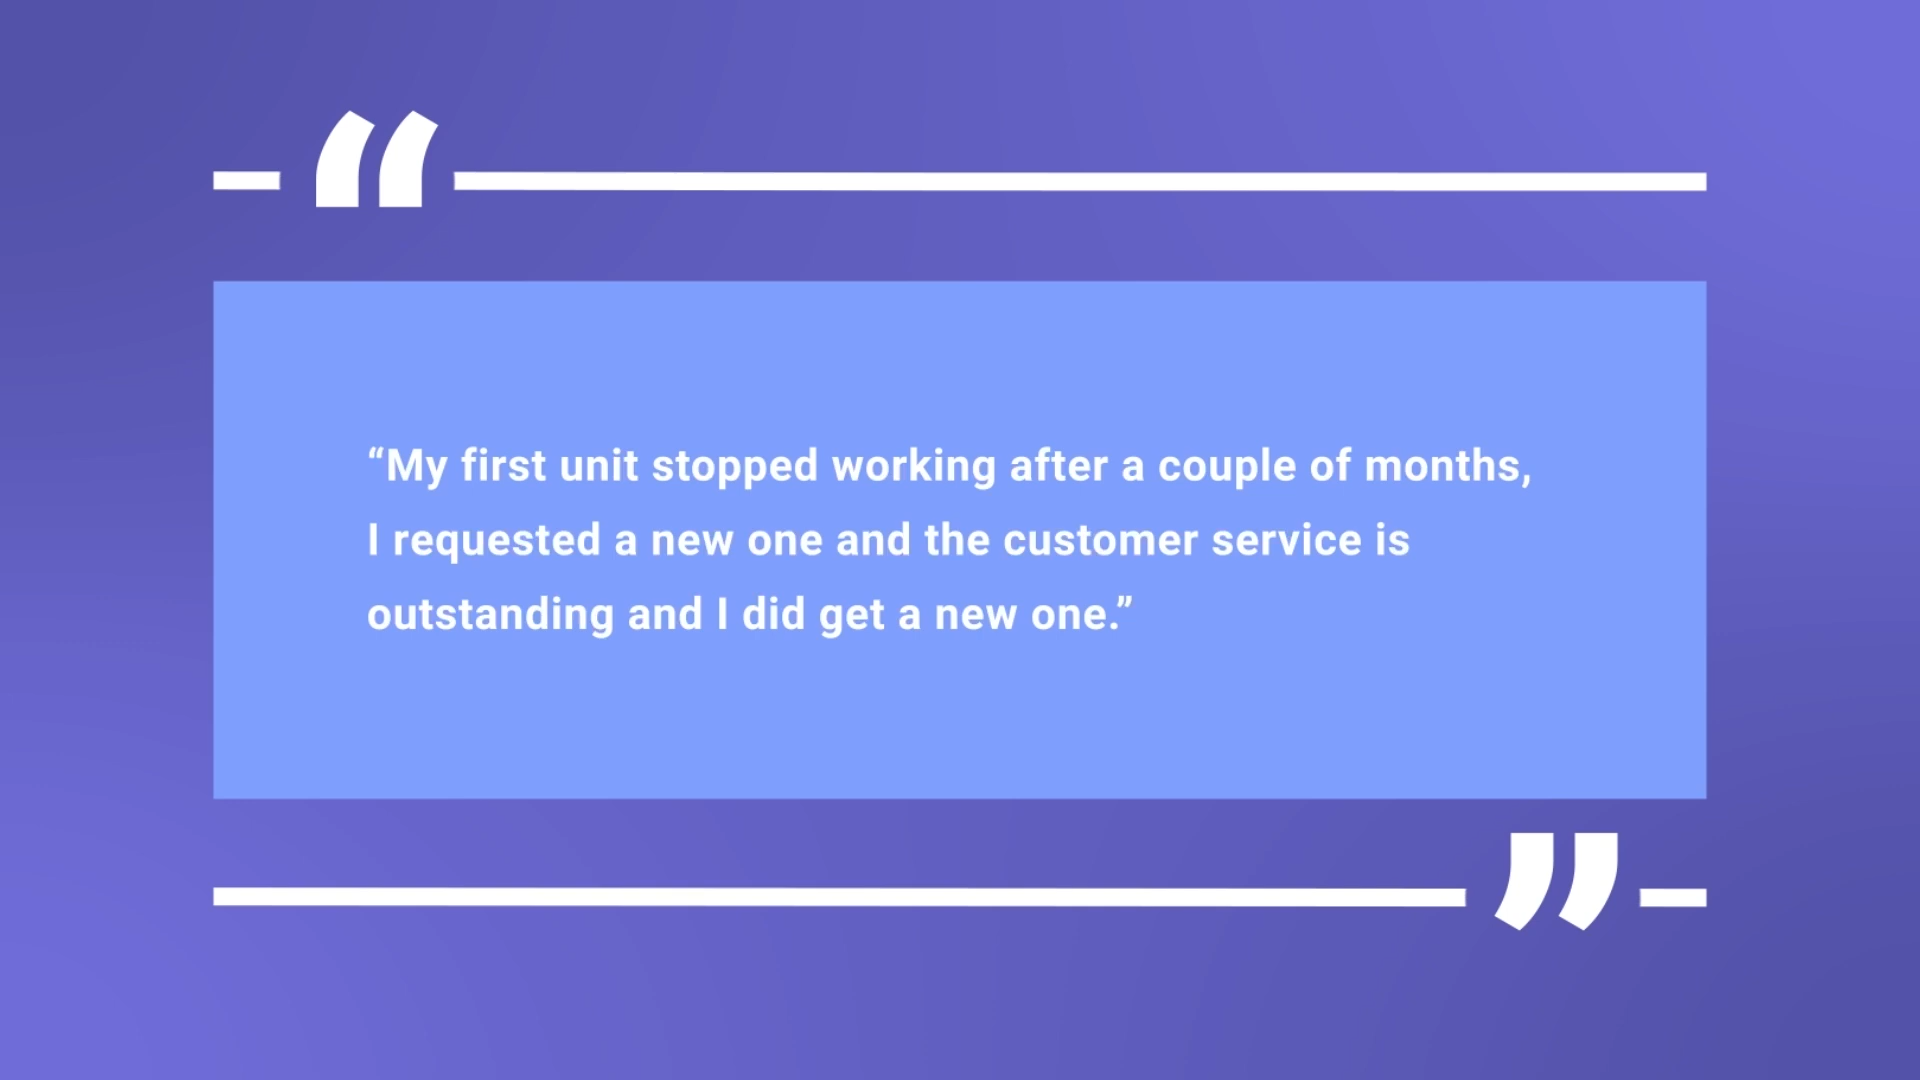 “
“My first unit stopped working after a couple of months,
I requested a new one and the customer service is
outstanding and I did get a new one.”
”